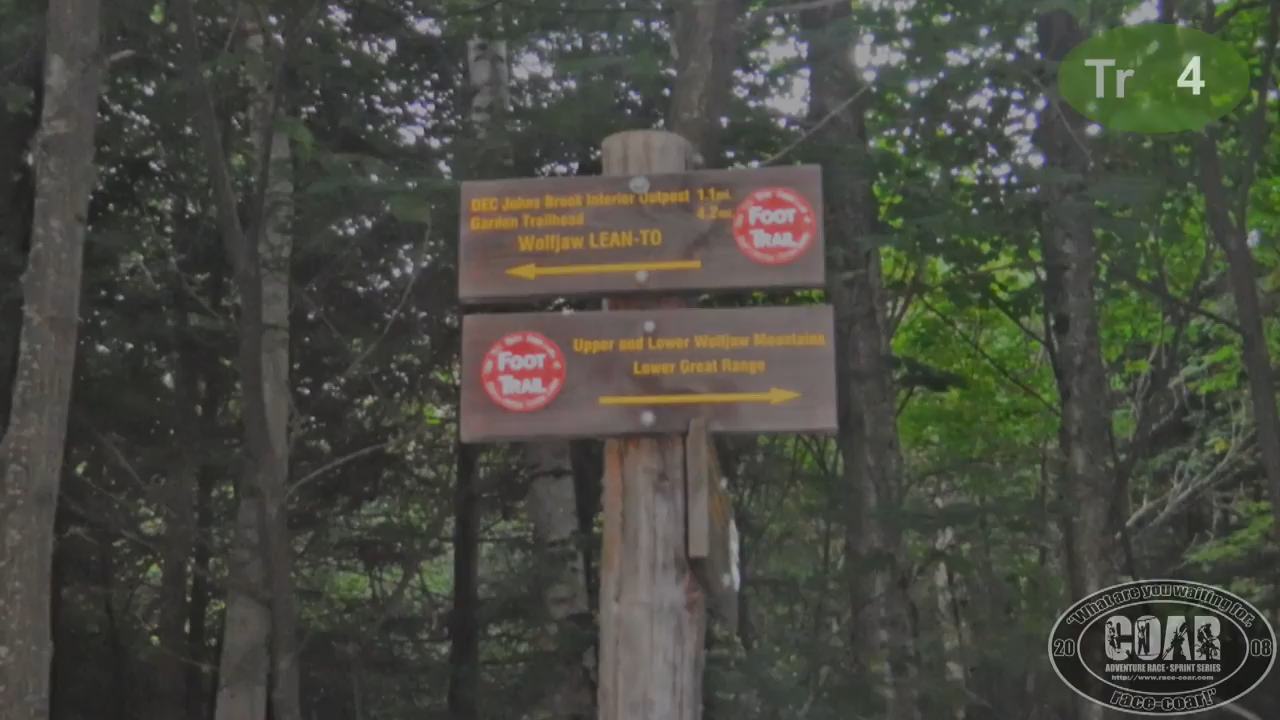 Tr 4
DEC Johns Brook Interior Outpost 1.1mi.
Garden Trailhead 4.2mi.
Wolfjaw LEAN-TO
FOOT
TRAIL
FOOT
TRAIL
Upper and Lower Wolfjaw Mountains
Lower Great Range
"What are you waiting for,
20 COAR 08
ADVENTURE RACE - SPRINT SERIES
http://www.race-coar.com
race-coar!"